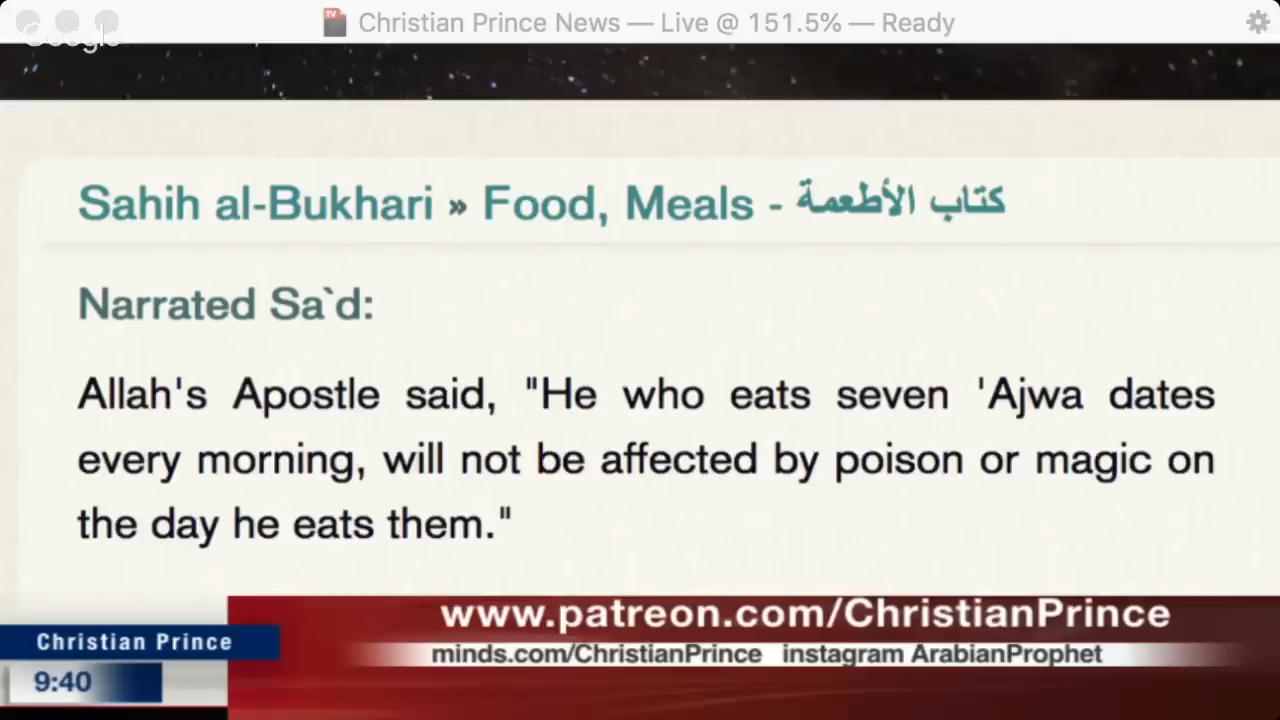 Christian Prince News — Live @ 151.5% — Ready
Google
Sahih al-Bukhari » Food, Meals - كتاب الأطعمة
Narrated Sa`d:
Allah's Apostle said, "He who eats seven 'Ajwa dates
every morning, will not be affected by poison or magic on
the day he eats them."
www.patreon.com/ChristianPrince
Christian Prince
minds.com/ChristianPrince instagram ArabianProphet
9:40